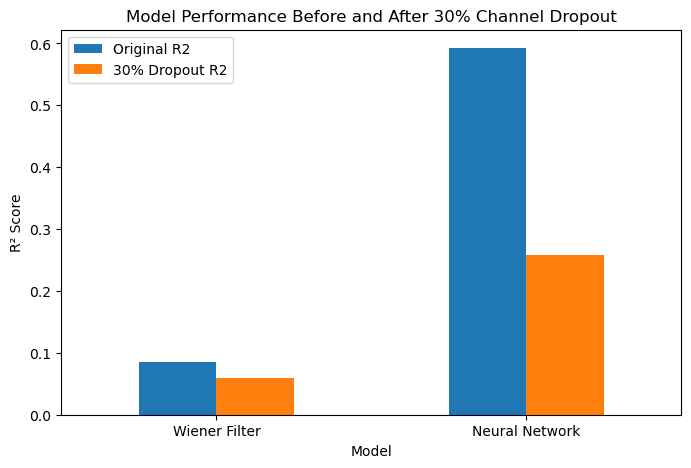 Model Performance Before and After 30% Channel Dropout
Original R2
30% Dropout R2
R² Score
0.6
0.5
0.4
0.3
0.2
0.1
0.0
Wiener Filter
Neural Network
Model